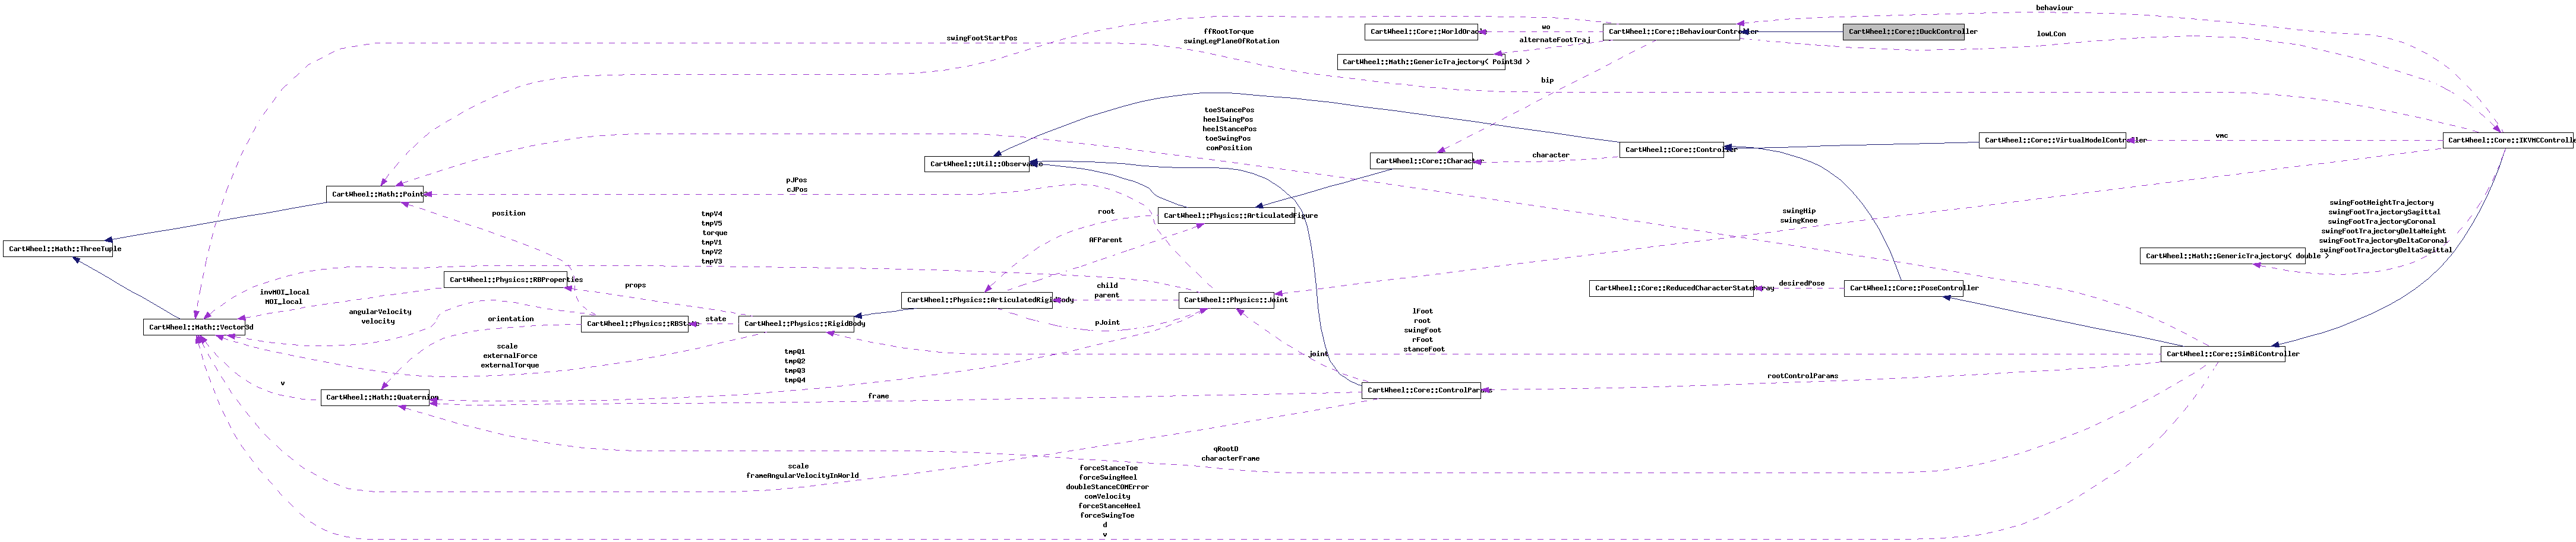 behaviour
swingFootStartPos
ffRootTorque
swingLegPlaneOfRotation
wo
CartWheel::Core::WorldOracle
CartWheel::Core::BehaviourController
CartWheel::Core::DuckController
lowLCon
alternateFootTraj
CartWheel::Math::GenericTrajectory< Point3d >
bip
toeStancePos
heelSwingPos
heelStancePos
toeSwingPos
comPosition
vmc
CartWheel::Core::VirtualModelController
CartWheel::Core::IKVMCControlle
CartWheel::Core::Controller
character
CartWheel::Core::Character
CartWheel::Util::Observable
pJPos
cJPos
CartWheel::Math::Point3d
position
root
CartWheel::Physics::ArticulatedFigure
swingHip
swingKnee
swingFootHeightTrajectory
swingFootTrajectorySagittal
swingFootTrajectoryCoronal
swingFootTrajectoryDeltaHeight
swingFootTrajectoryDeltaCoronal
swingFootTrajectoryDeltaSagittal
CartWheel::Math::GenericTrajectory< double >
tmpV4
tmpV5
torque
tmpV1
tmpV2
tmpV3
AFParent
CartWheel::Math::ThreeTuple
CartWheel::Physics::RBProperties
props
invMOI_local
MOI_local
child
parent
CartWheel::Physics::ArticulatedRigidBody
CartWheel::Physics::Joint
desiredPose
CartWheel::Core::ReducedCharacterStateArray
CartWheel::Core::PoseController
angularVelocity
velocity
orientation
state
pJoint
CartWheel::Math::Vector3d
CartWheel::Physics::RBState
CartWheel::Physics::RigidBody
lFoot
root
swingFoot
rFoot
stanceFoot
CartWheel::Core::SimBiController
scale
externalForce
externalTorque
tmpQ1
tmpQ2
tmpQ3
tmpQ4
joint
rootControlParams
v
CartWheel::Math::Quaternion
frame
CartWheel::Core::ControlParams
qRootD
characterFrame
scale
frameAngularVelocityInWorld
forceStanceToe
forceSwingHeel
doubleStanceCOMError
comVelocity
forceStanceHeel
forceSwingToe
d
v